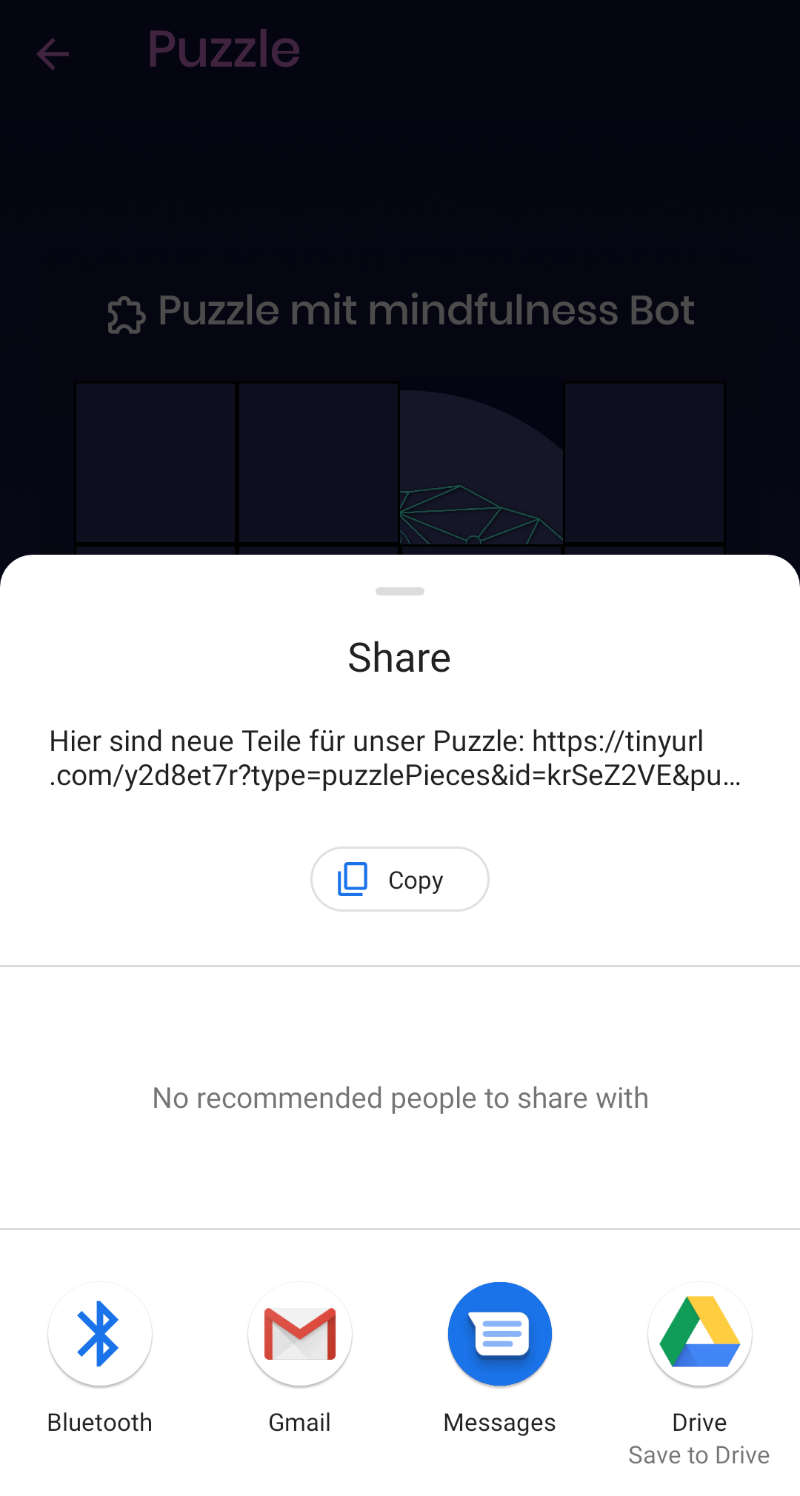 Puzzle
Puzzle mit mindfulness Bot
Share
Hier sind neue Teile für unser Puzzle: https://tinyurl
.com/y2d8et7r?type=puzzlePieces&id=krSeZ2VE&pu...
Copy
No recommended people to share with
Bluetooth
Gmail
Messages
Drive
Save to Drive